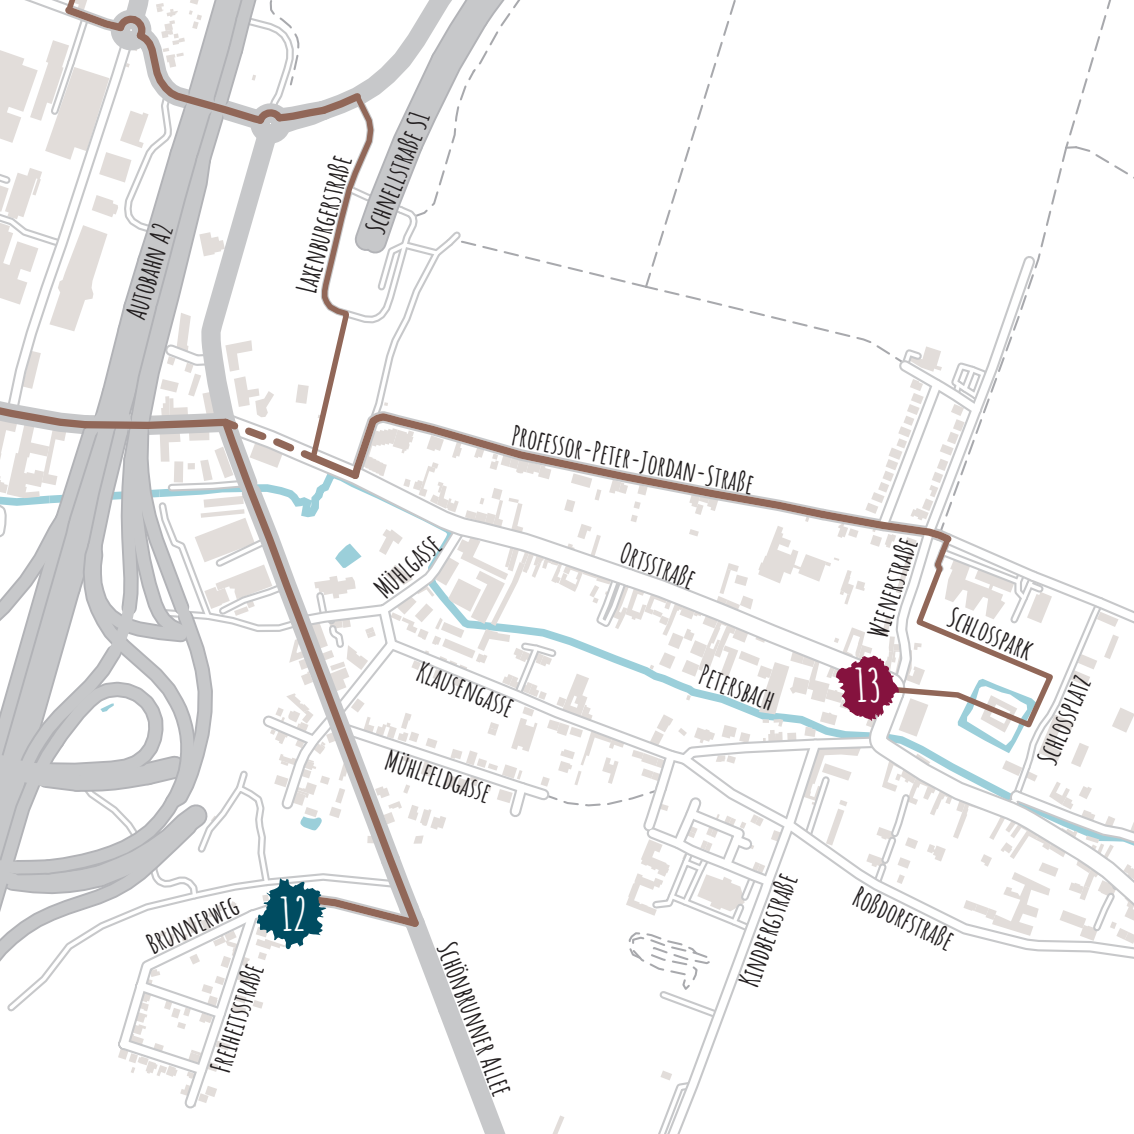 Schnellstraße S1
Laxenburgerstraße
Autobahn A2
Professor-Peter-Jordan-Straße
Mühlgasse
Ortsstraße
Wienerstraße
Schlosspark
Klausengasse
Petersbach
13
Schlossplatz
Mühlfeldgasse
12
Brunnerweg
Roßdorfstraße
Kindbergstraße
Freiheitsstraße
Schönbrunner Allee